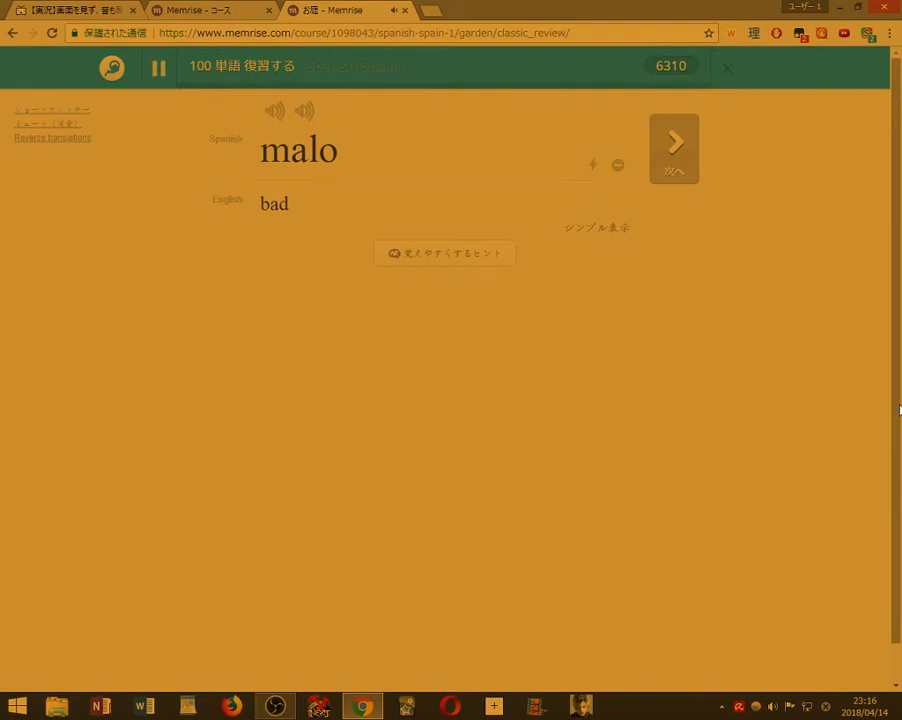 【実況】画面を見ず、音も
Memrise - コース
お庭 - Memrise
ユーザー 1
保護された通信
https://www.memrise.com/course/1098043/spanish-spain-1/garden/classic_review/
100 単語 復習する
Spanish (Spain)
6310
Reverse translations
Spanish
malo
次へ
English
bad
シンプル表示
覚えやすくするヒント
23:16
2018/04/14